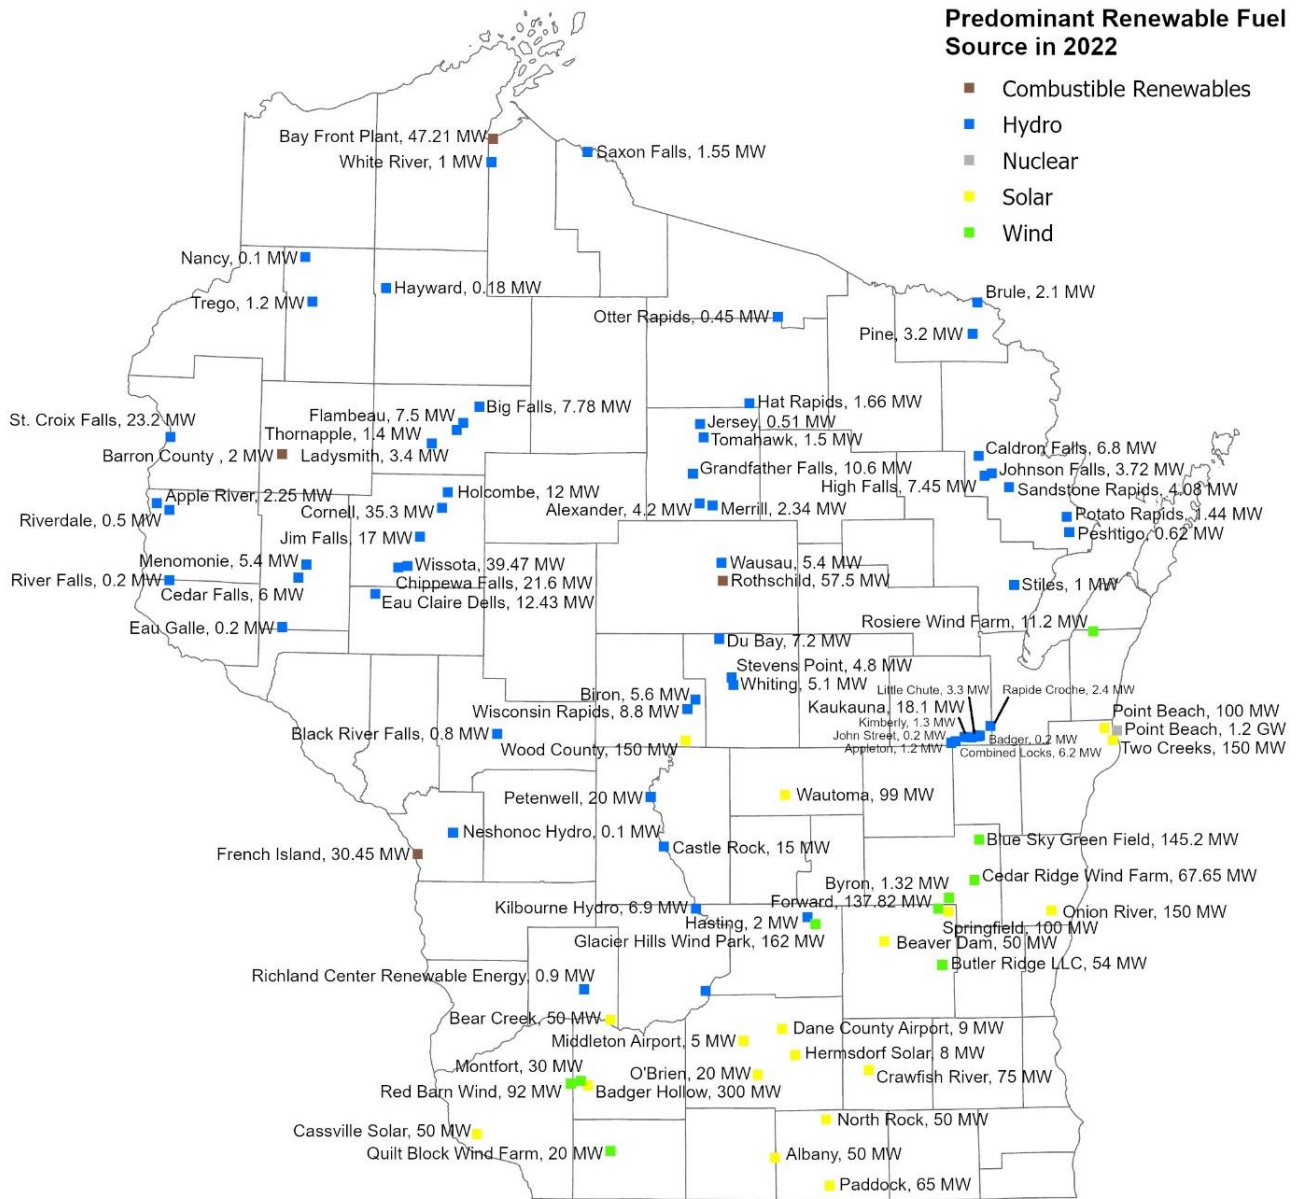 Predominant Renewable Fuel
Source in 2022
Combustible Renewables
Hydro
Nuclear
Solar
Wind
Bay Front Plant, 47.21 MW
White River, 1 MW
Saxon Falls, 1.55 MW
Nancy, 0.1 MW
Hayward, 0.18 MW
Trego, 1.2 MW
Brule, 2.1 MW
Otter Rapids, 0.45 MW
Pine, 3.2 MW
St. Croix Falls, 23.2 MW
Flambeau, 7.5 MW
Big Falls, 7.78 MW
Hat Rapids, 1.66 MW
Thornapple, 1.4 MW
Jersey, 0.51 MW
Tomahawk, 1.5 MW
Barron County , 2 MW
Ladysmith, 3.4 MW
Caldron Falls, 6.8 MW
Grandfather Falls, 10.6 MW
Johnson Falls, 3.72 MW
High Falls, 7.45 MW
Sandstone Rapids, 4.08 MW
Apple River, 2.25 MW
Holcombe, 12 MW
Riverdale, 0.5 MW
Cornell, 35.3 MW
Alexander, 4.2 MW
Merrill, 2.34 MW
Potato Rapids, 1.44 MW
Jim Falls, 17 MW
Peshtigo, 0.62 MW
Menomonie, 5.4 MW
Wissota, 39.47 MW
Wausau, 5.4 MW
River Falls, 0.2 MW
Chippewa Falls, 21.6 MW
Rothschild, 57.5 MW
Stiles, 1 MW
Cedar Falls, 6 MW
Eau Claire Dells, 12.43 MW
Eau Galle, 0.2 MW
Rosiere Wind Farm, 11.2 MW
Du Bay, 7.2 MW
Stevens Point, 4.8 MW
Whiting, 5.1 MW
Little Chute, 3.3 MW
Rapide Croche, 2.4 MW
Biron, 5.6 MW
Kaukauna, 18.1 MW
Wisconsin Rapids, 8.8 MW
Point Beach, 100 MW
Kimberly, 1.3 MW
Black River Falls, 0.8 MW
John Street, 0.2 MW
Badger, 0.2 MW
Point Beach, 1.2 GW
Wood County, 150 MW
Appleton, 1.2 MW
Combined Locks, 6.2 MW
Two Creeks, 150 MW
Petenwell, 20 MW
Wautoma, 99 MW
Neshonoc Hydro, 0.1 MW
Castle Rock, 15 MW
Blue Sky Green Field, 145.2 MW
French Island, 30.45 MW
Cedar Ridge Wind Farm, 67.65 MW
Byron, 1.32 MW
Forward, 137.82 MW
Kilbourne Hydro, 6.9 MW
Onion River, 150 MW
Hasting, 2 MW
Springfield, 100 MW
Glacier Hills Wind Park, 162 MW
Beaver Dam, 50 MW
Butler Ridge LLC, 54 MW
Richland Center Renewable Energy, 0.9 MW
Bear Creek, 50 MW
Dane County Airport, 9 MW
Middleton Airport, 5 MW
Hermsdorf Solar, 8 MW
Montfort, 30 MW
O'Brien, 20 MW
Crawfish River, 75 MW
Red Barn Wind, 92 MW
Badger Hollow, 300 MW
North Rock, 50 MW
Cassville Solar, 50 MW
Quilt Block Wind Farm, 20 MW
Albany, 50 MW
Paddock, 65 MW